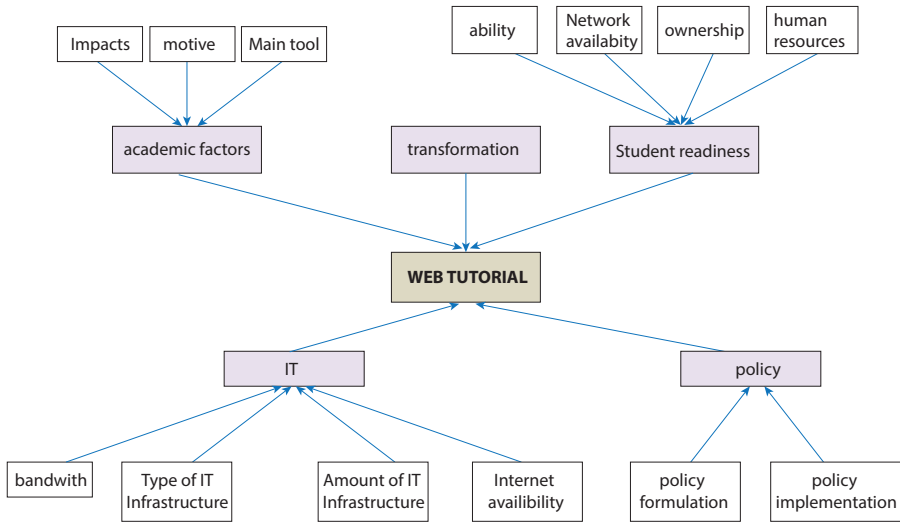 Impacts
motive
Main tool
ability
Network
availabity
ownership
human
resources
academic factors
transformation
Student readiness
WEB TUTORIAL
IT
policy
bandwith
Type of IT
Infrastructure
Amount of IT
Infrastructure
Internet
availibility
policy
formulation
policy
implementation